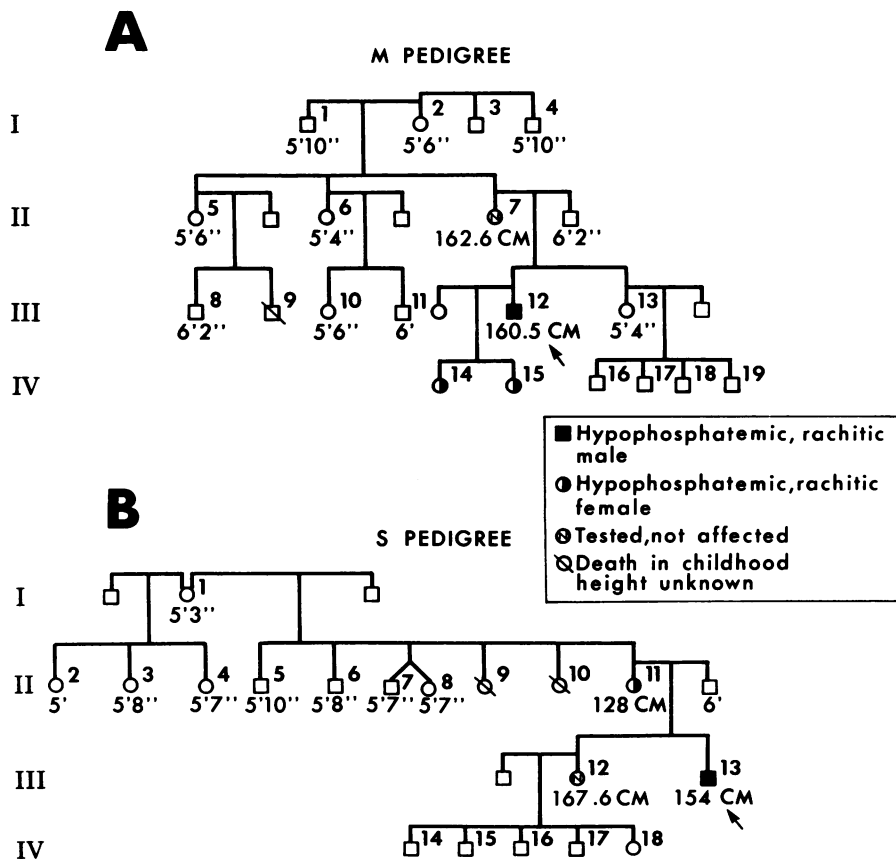 A
M PEDIGREE
I
1 2 3 4
5'10'' 5'6'' 5'10''
II
5 6 7
5'6'' 5'4'' 162.6 CM 6'2''
III
8 9 10 11 12 13
6'2'' 5'6'' 6' 160.5 CM 5'4''
IV
14 15 16 17 18 19
Hypophosphatemic, rachitic
male
Hypophosphatemic,rachitic
female
N Tested,not affected
Death in childhood
height unknown
B
S PEDIGREE
I
1
5'3''
II
2 3 4 5 6 7 8 9 10 11
5' 5'8'' 5'7'' 5'10'' 5'8'' 5'7'' 5'7'' 128 CM 6'
III
12 13
167.6 CM 154 CM
IV
14 15 16 17 18